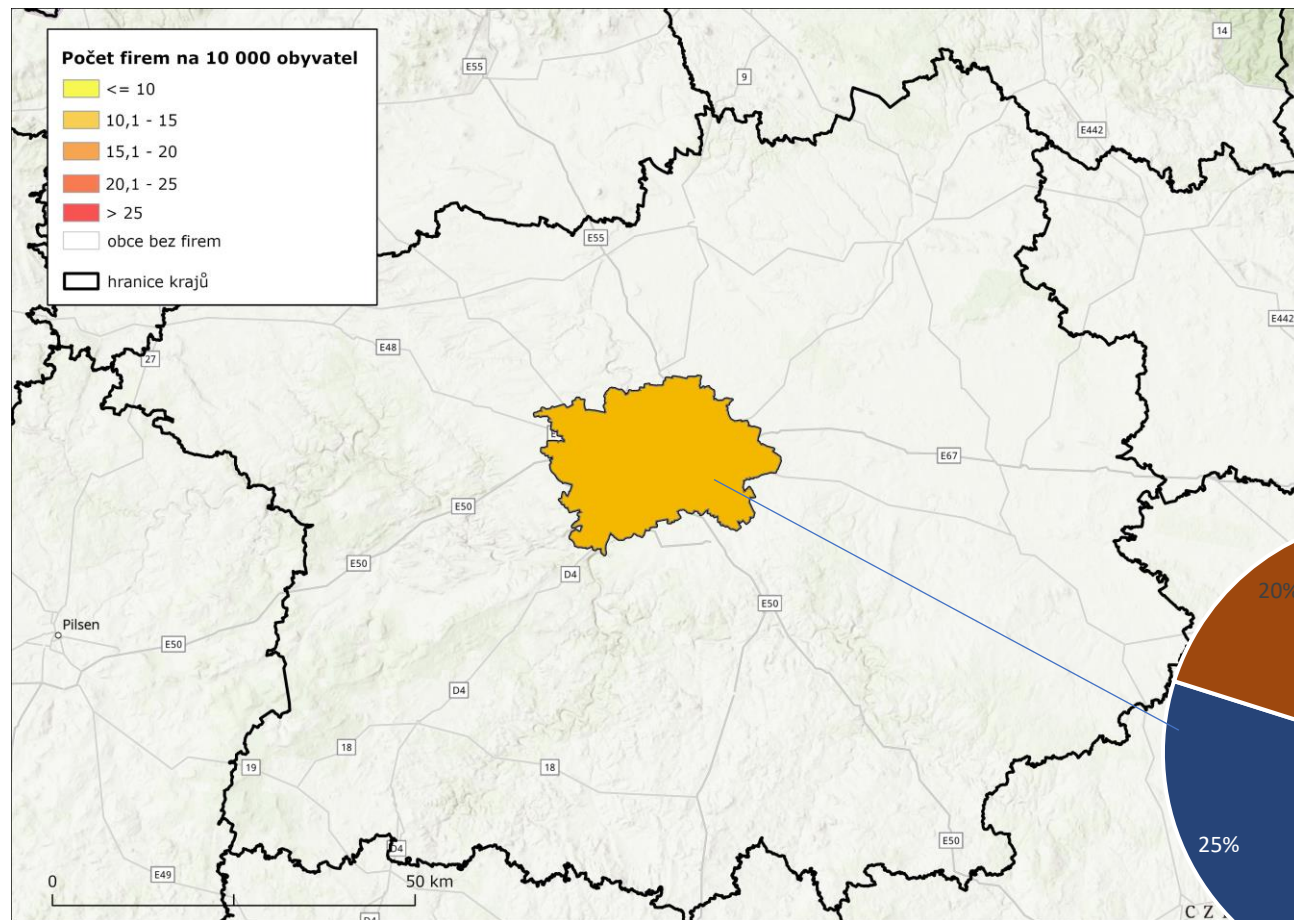 Počet firem na 10 000 obyvatel
<= 10
10,1 - 15
15,1 - 20
20,1 - 25
> 25
obce bez firem
hranice krajů
14
E55
9
E442
E55
E442
E48
27
E67
E50
E50
D4
E50
20%
Pilsen
E50
D4
18
18
19
E50
25%
D4
E49
0
50 km
CZ
D4